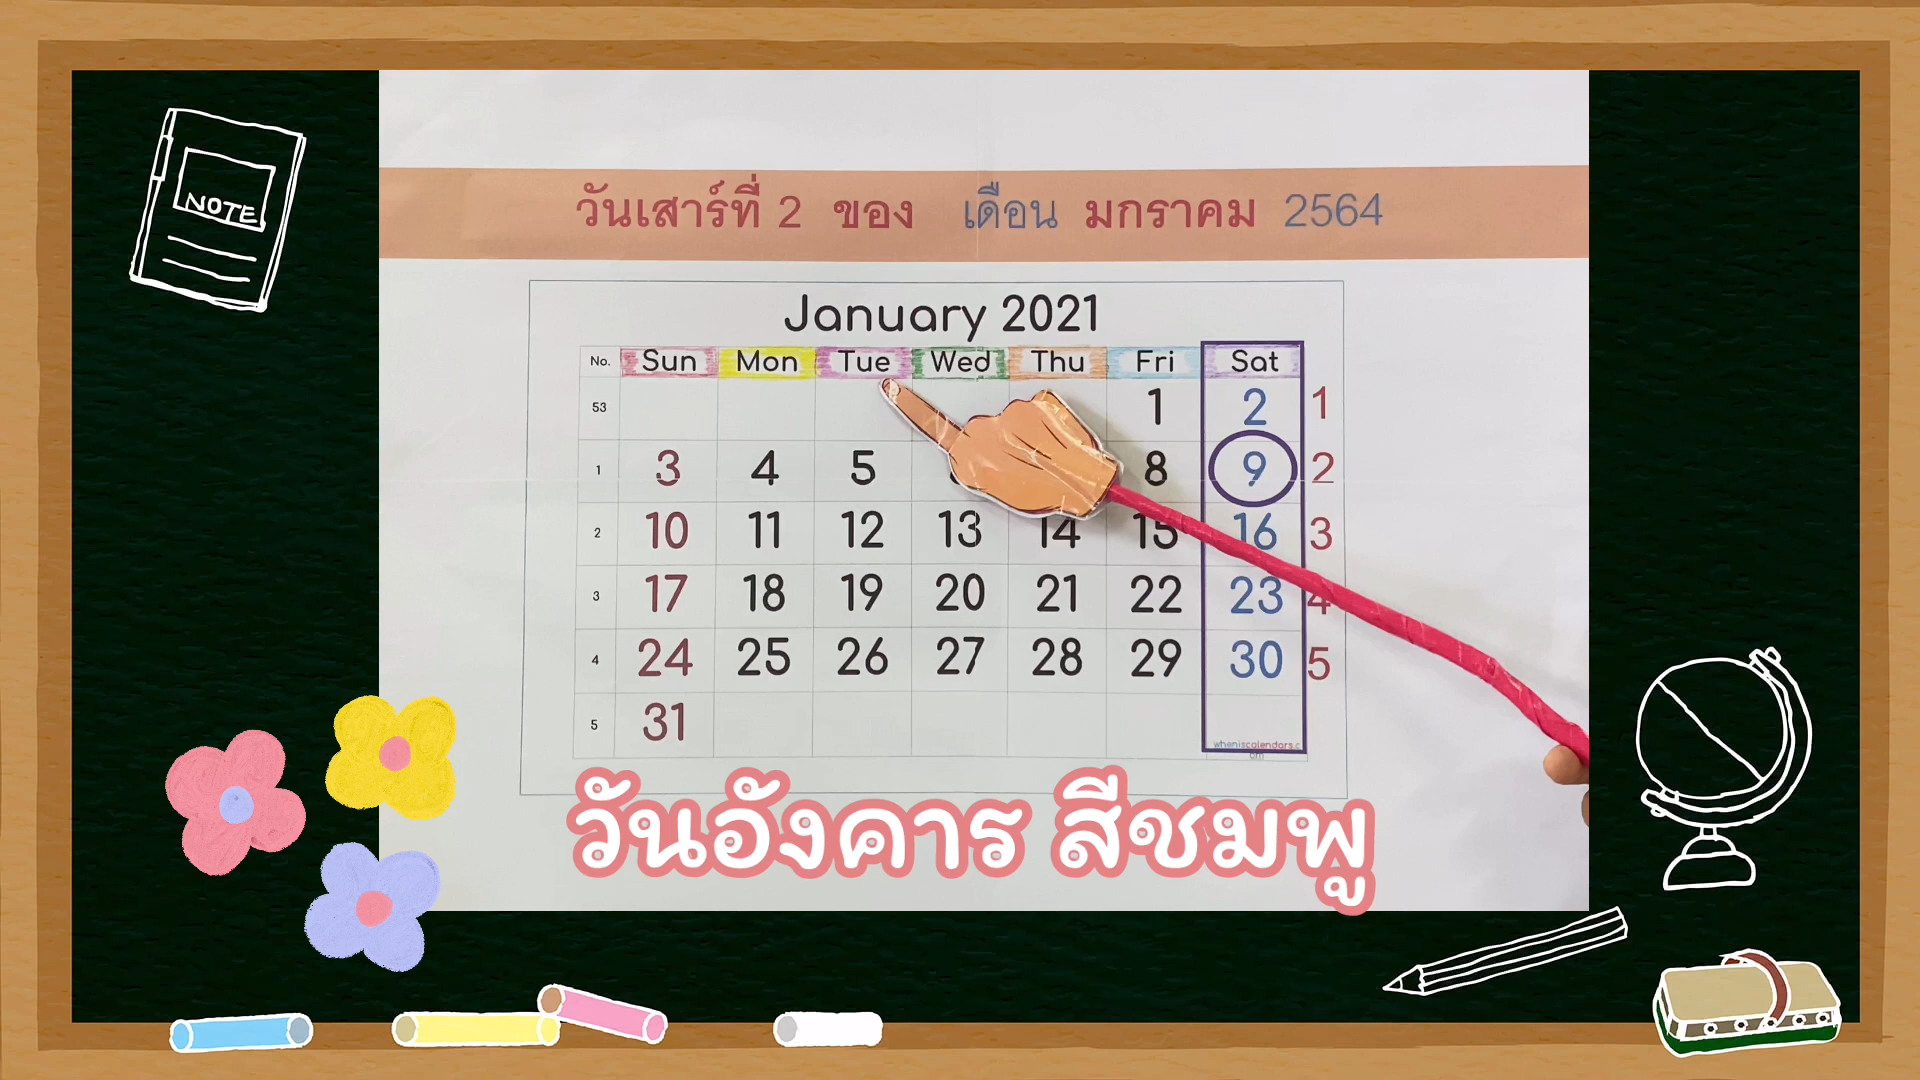 NOTE
วันเสาร์ที่ 2 ของ เดือน มกราคม 2564
January 2021
No. Sun Mon Tue Wed Thu Fri Sat
53 1 2 1
1 3 4 5 8 9 2
2 10 11 12 13 14 15 16 3
3 17 18 19 20 21 22 23 4
4 24 25 26 27 28 29 30 5
5 31
wheniscalendars.c
om
วันอังคาร สีชมพู